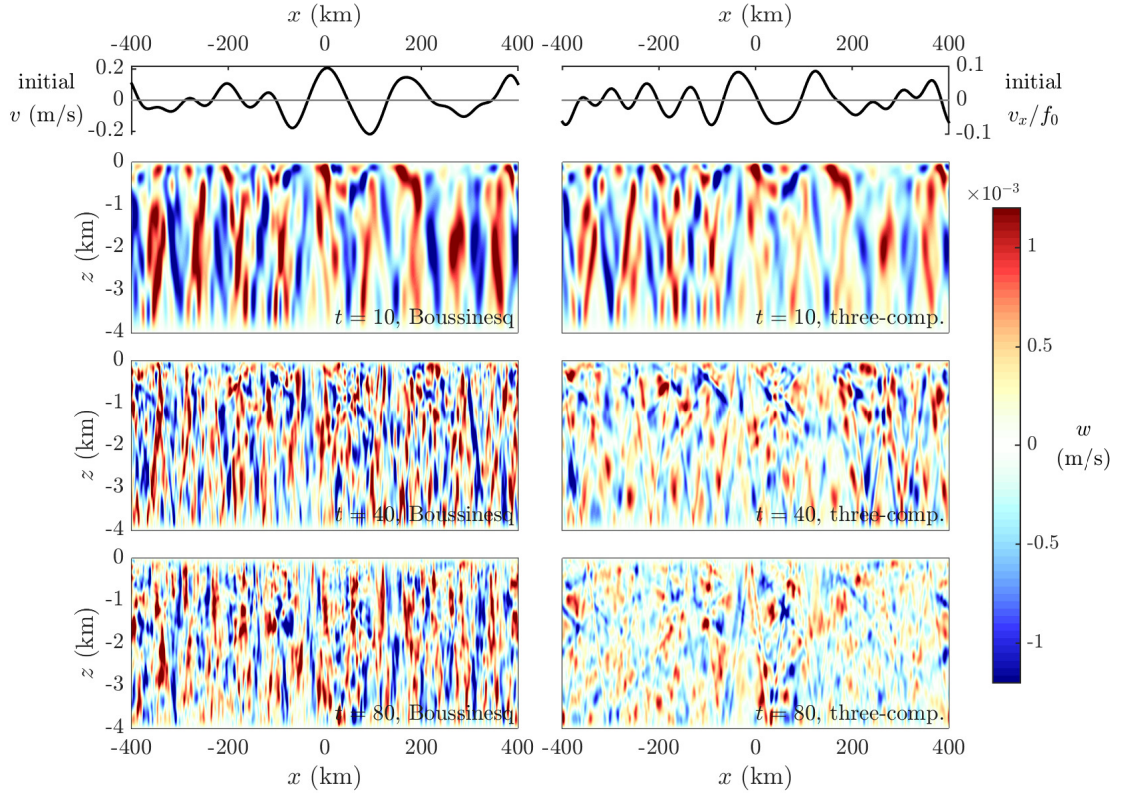 x (km)
x (km)
-400 -200 0 200 400
-400 -200 0 200 400
initial
v (m/s)
0.2
0
-0.2
0.1
0
-0.1
initial
v_x/f_0
z (km)
0
-1
-2
-3
-4
t = 10, Boussinesq
t = 10, three-comp.
z (km)
0
-1
-2
-3
-4
t = 40, Boussinesq
t = 40, three-comp.
z (km)
0
-1
-2
-3
-4
t = 80, Boussinesq
t = 80, three-comp.
-400 -200 0 200 400
-400 -200 0 200 400
x (km)
x (km)
×10⁻³
1
0.5
0
-0.5
-1
w
(m/s)